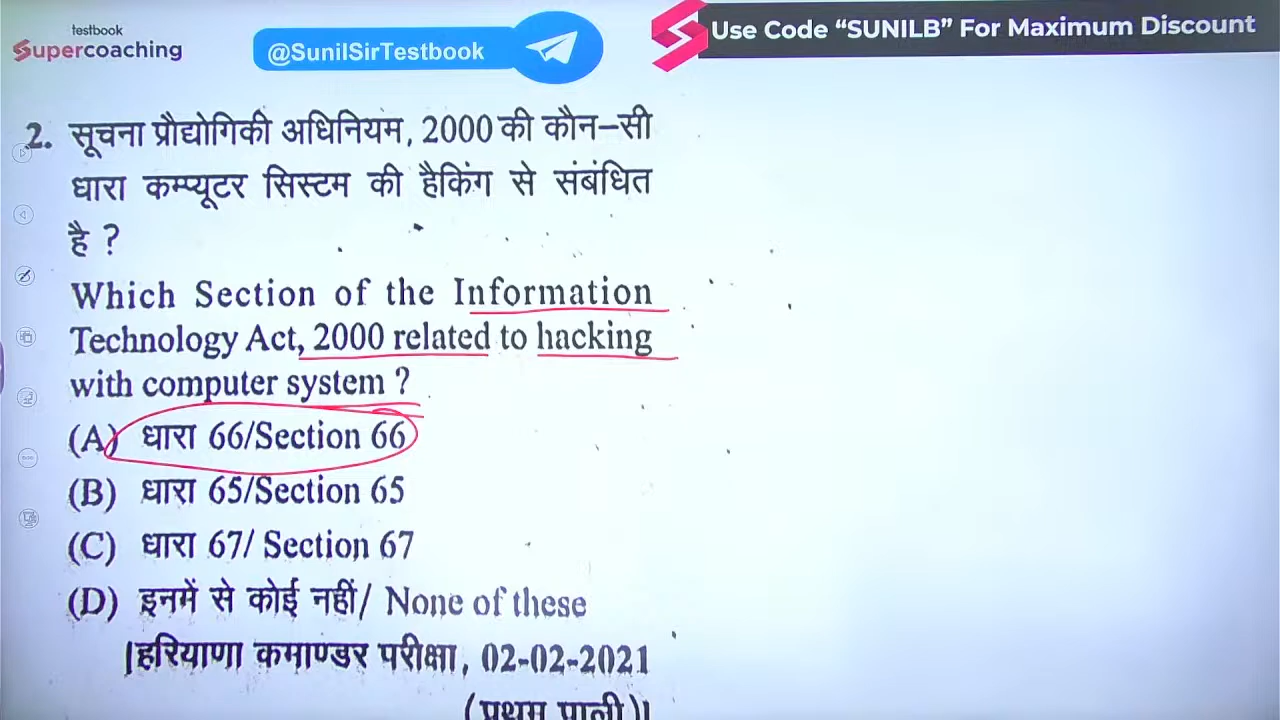 testbook
Supercoaching
@SunilSirTestbook
Use Code “SUNILB” For Maximum Discount
2. सूचना प्रौद्योगिकी अधिनियम, 2000 की कौन-सी
धारा कम्प्यूटर सिस्टम की हैकिंग से संबंधित
है ?
Which Section of the Information
Technology Act, 2000 related to hacking
with computer system ?
(A) धारा 66/Section 66
(B) धारा 65/Section 65
(C) धारा 67/ Section 67
(D) इनमें से कोई नहीं/ None of these
[हरियाणा कमाण्डर परीक्षा, 02-02-2021
(प्रथम पाली)]